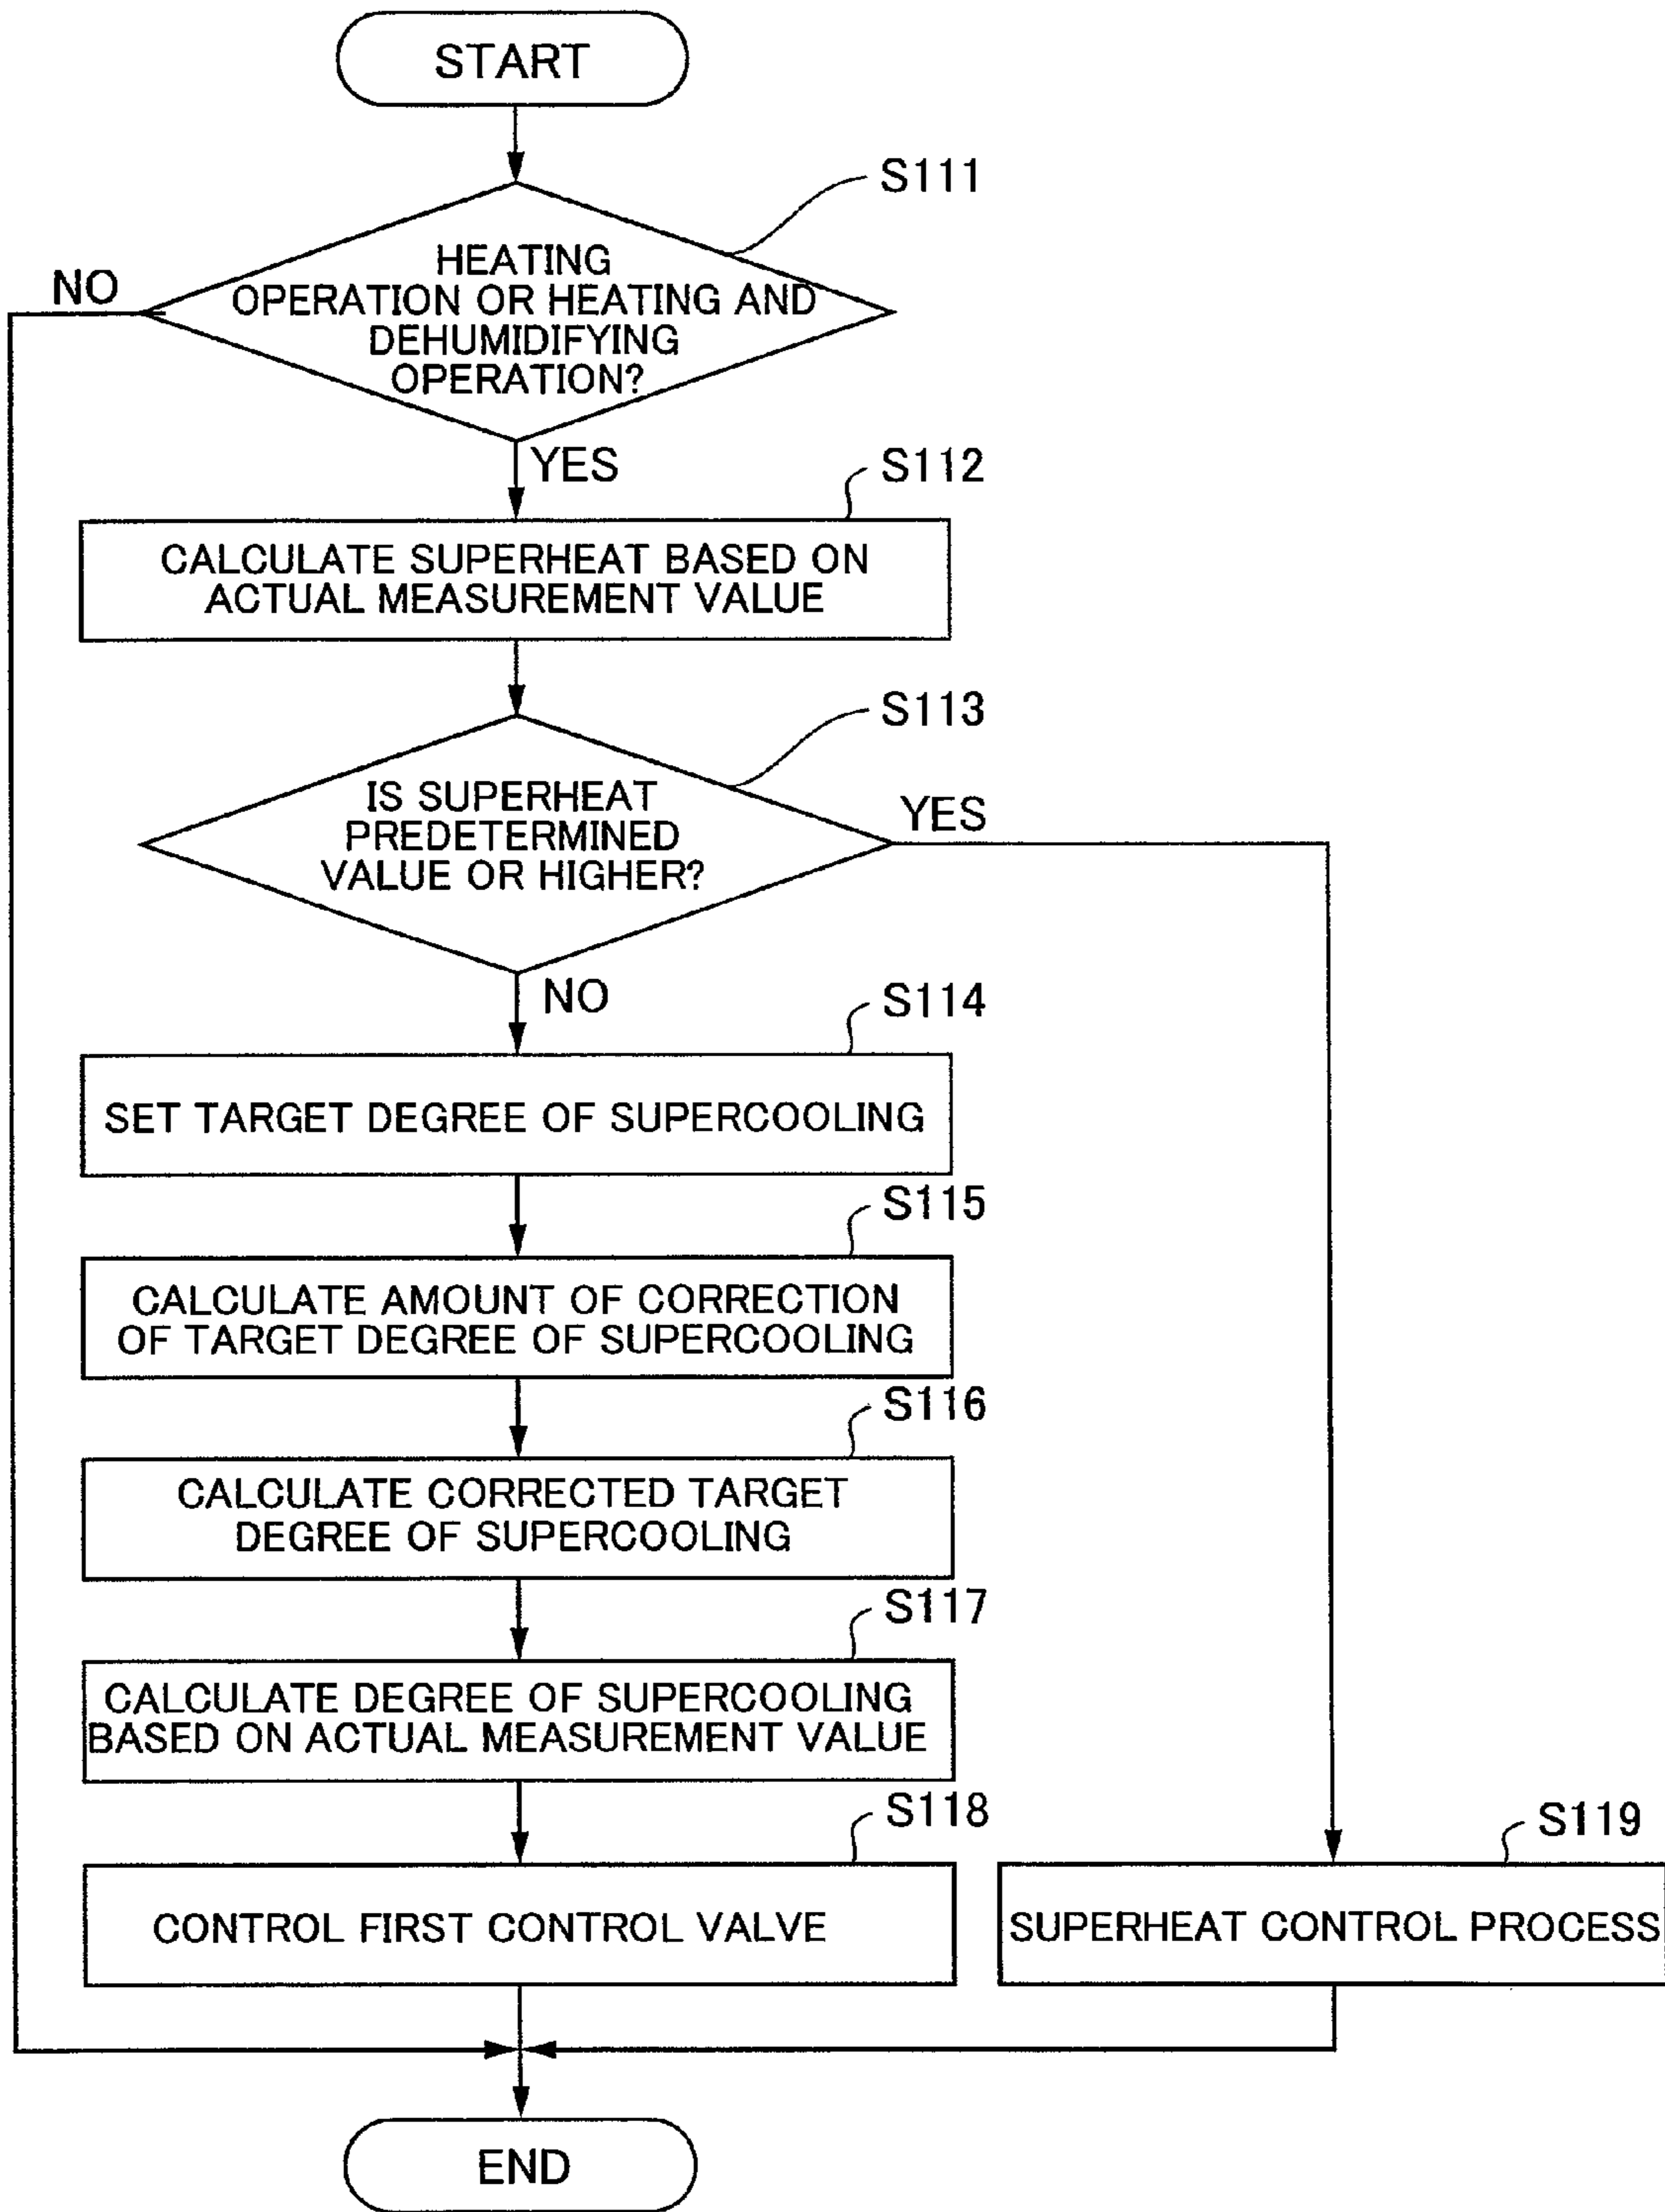 START
S111
HEATING
OPERATION OR HEATING AND
DEHUMIDIFYING
OPERATION?
NO
YES
S112
CALCULATE SUPERHEAT BASED ON
ACTUAL MEASUREMENT VALUE
S113
IS SUPERHEAT
PREDETERMINED
VALUE OR HIGHER?
YES
NO
S114
SET TARGET DEGREE OF SUPERCOOLING
S115
CALCULATE AMOUNT OF CORRECTION
OF TARGET DEGREE OF SUPERCOOLING
S116
CALCULATE CORRECTED TARGET
DEGREE OF SUPERCOOLING
S117
CALCULATE DEGREE OF SUPERCOOLING
BASED ON ACTUAL MEASUREMENT VALUE
S118
CONTROL FIRST CONTROL VALVE
S119
SUPERHEAT CONTROL PROCESS
END